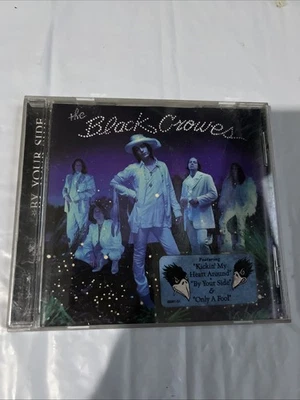 the
Black Crowes
BY YOUR SIDE
Featuring
"Kickin' My
Heart Around"
"By Your Side"
&
"Only A Fool"